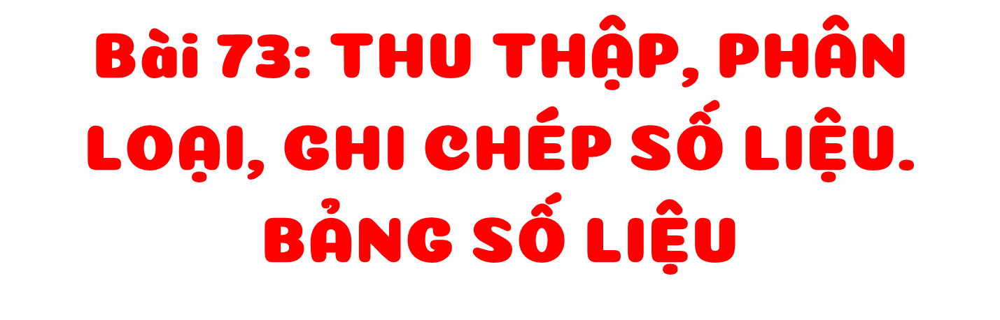 Bài 73: THU THẬP, PHÂN
LOẠI, GHI CHÉP SỐ LIỆU.
BẢNG SỐ LIỆU